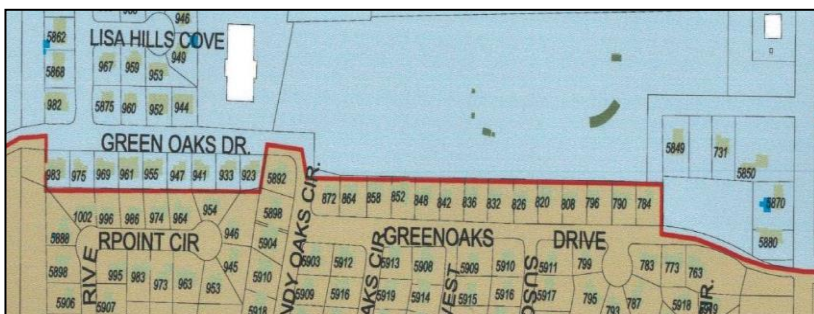 946
5862
LISA HILLS COVE
949
5868
967 959 953
982
5875 960 952 944
GREEN OAKS DR.
983 975 969 961 955 947 941 933 923
5892
872 864 858 852 848 842 836 832 826 820 808 796 790 784
5849 731 5850
5870
5880
1002 996 986 974 964 954
5898
5888
RPOINT CIR
946
5904
GREENOAKS DRIVE
NDY OAKS CIR.
OAKS CIR
VEST
RIVE
5898 995 983 973 963 953 945 5910
5903 5912 5913 5908 5909 5910 5911 799 783 773 763
5906 5907 5918
5909 5916 5919 5914 5915 5916 5917 795 793 787 5918